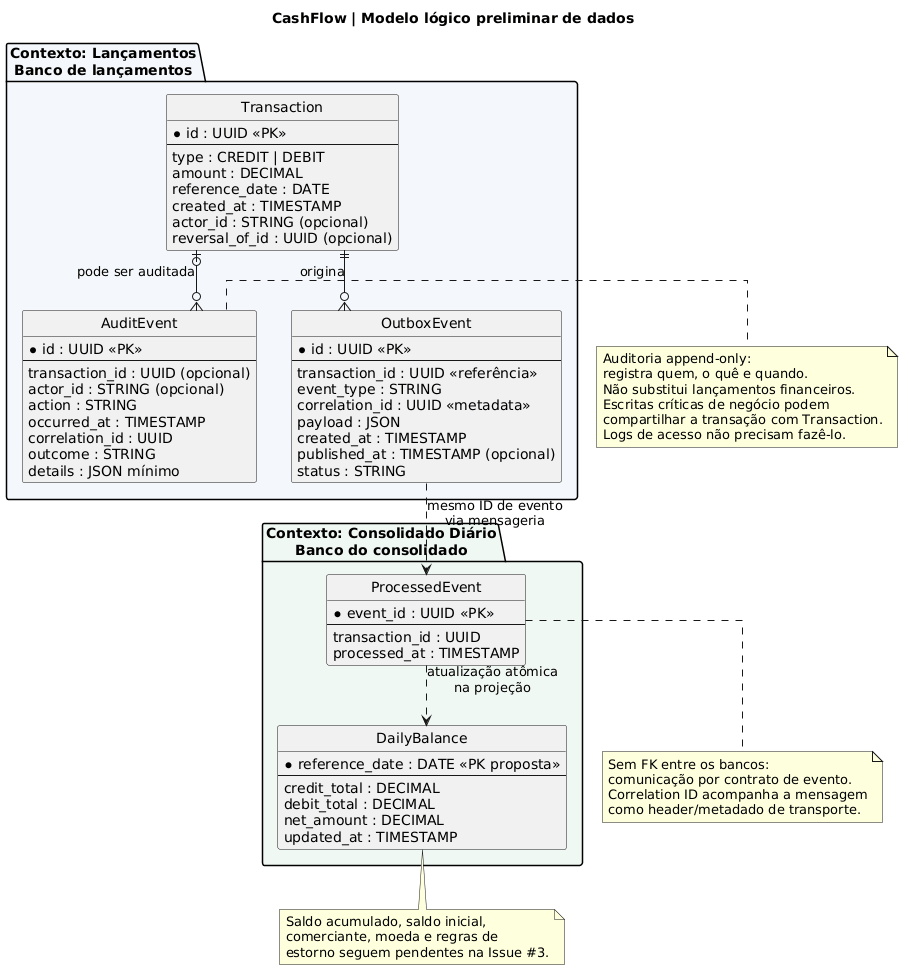 CashFlow | Modelo lógico preliminar de dados
Contexto: Lançamentos
Banco de lançamentos
Transaction
id : UUID «PK»
type : CREDIT | DEBIT
amount : DECIMAL
reference_date : DATE
created_at : TIMESTAMP
actor_id : STRING (opcional)
reversal_of_id : UUID (opcional)
pode ser auditada
origina
AuditEvent
id : UUID «PK»
transaction_id : UUID (opcional)
actor_id : STRING (opcional)
action : STRING
occurred_at : TIMESTAMP
correlation_id : UUID
outcome : STRING
details : JSON mínimo
OutboxEvent
id : UUID «PK»
transaction_id : UUID «referência»
event_type : STRING
correlation_id : UUID «metadata»
payload : JSON
created_at : TIMESTAMP
published_at : TIMESTAMP (opcional)
status : STRING
Auditoria append-only:
registra quem, o quê e quando.
Não substitui lançamentos financeiros.
Escritas críticas de negócio podem
compartilhar a transação com Transaction.
Logs de acesso não precisam fazê-lo.
mesmo ID de evento
via mensageria
Contexto: Consolidado Diário
Banco do consolidado
ProcessedEvent
event_id : UUID «PK»
transaction_id : UUID
processed_at : TIMESTAMP
atualização atômica
na projeção
DailyBalance
reference_date : DATE «PK proposta»
credit_total : DECIMAL
debit_total : DECIMAL
net_amount : DECIMAL
updated_at : TIMESTAMP
Sem FK entre os bancos:
comunicação por contrato de evento.
Correlation ID acompanha a mensagem
como header/metadado de transporte.
Saldo acumulado, saldo inicial,
comerciante, moeda e regras de
estorno seguem pendentes na Issue #3.